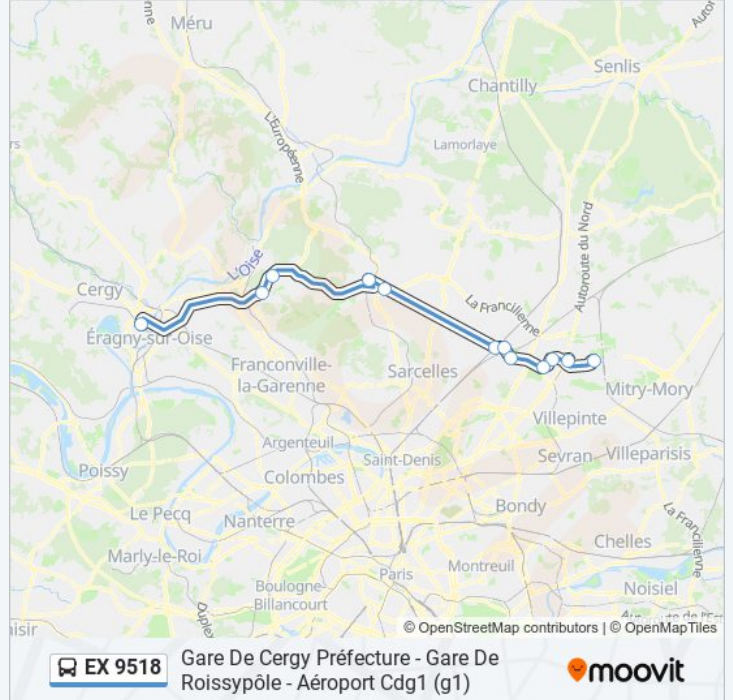 Méru
Senlis
Chantilly
L'Européenne
Lamorlaye
Autoroute du Nord
L'Oise
Cergy
La Francilienne
Éragny-sur-Oise
Franconville-
la-Garenne
Sarcelles
Mitry-Mory
Villepinte
Argenteuil
Saint-Denis
Sevran
Villeparisis
Poissy
Colombes
Bondy
Le Pecq
Nanterre
La Francilienne
Chelles
Marly-le-Roi
Paris
Montreuil
Boulogne-
Billancourt
Noisiel
© OpenStreetMap contributors | © OpenMapTiles
EX 9518
Gare De Cergy Préfecture - Gare De
Roissypôle - Aéroport Cdg1 (g1)
moovit